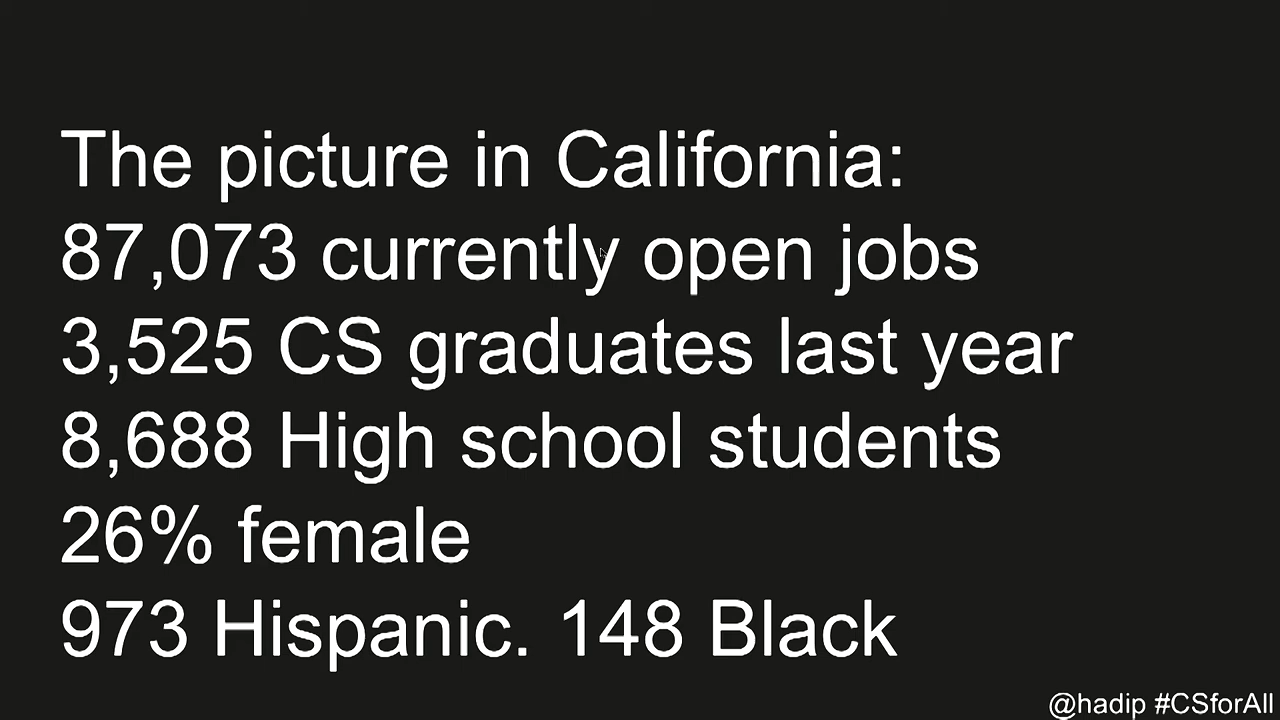 The picture in California:
87,073 currently open jobs
3,525 CS graduates last year
8,688 High school students
26% female
973 Hispanic. 148 Black
@hadip #CSforAll